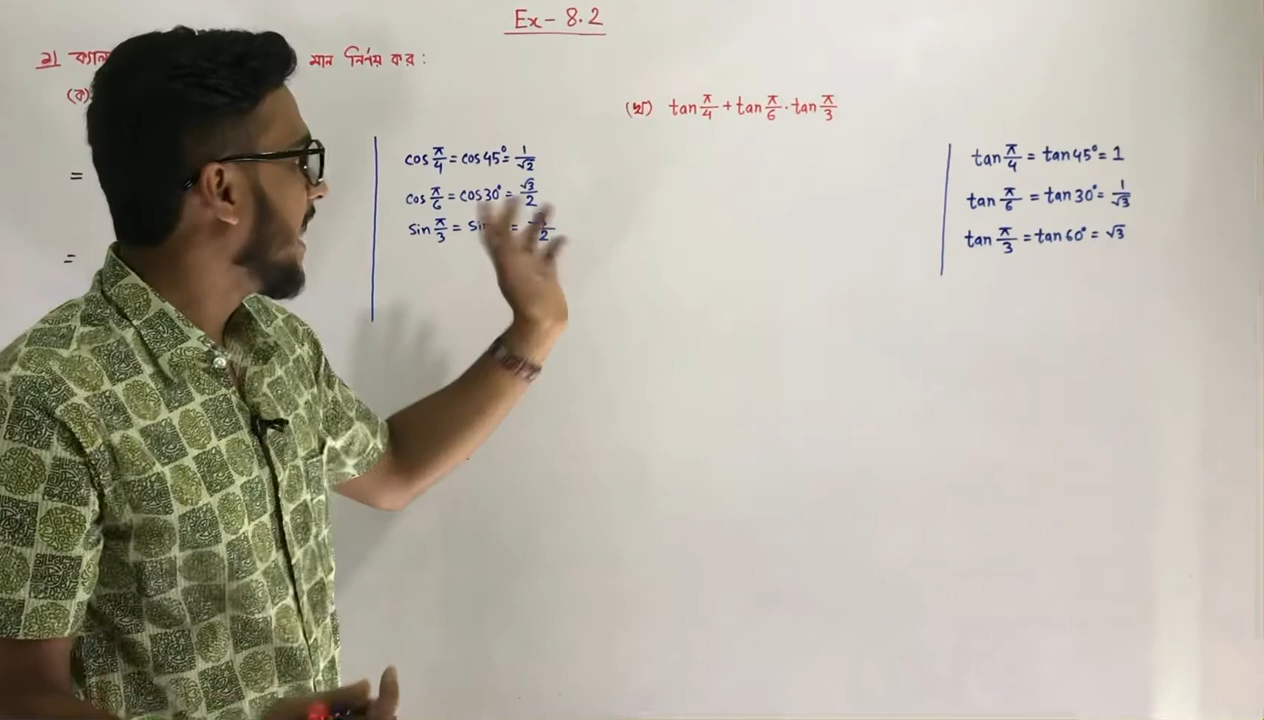 Ex - 8.2
২। মান নির্ণয় কর :
(ক)
=
=
cos π/4 = cos 45° = 1/√2
cos π/6 = cos 30° = √3/2
sin π/3 = = /2
(খ) tan π/4 + tan π/6 · tan π/3
tan π/4 = tan 45° = 1
tan π/6 = tan 30° = 1/√3
tan π/3 = tan 60° = √3